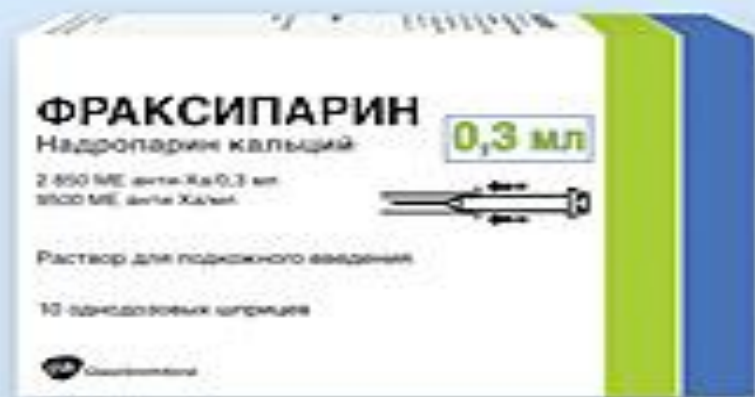 ФРАКСИПАРИН
Надропарин кальций
0,3 мл
2 850 МЕ анти-Ха/0,3 мл
9500 МЕ анти-Ха/мл
Раствор для подкожного введения
10 однодозовых шприцев
GlaxoSmithKline